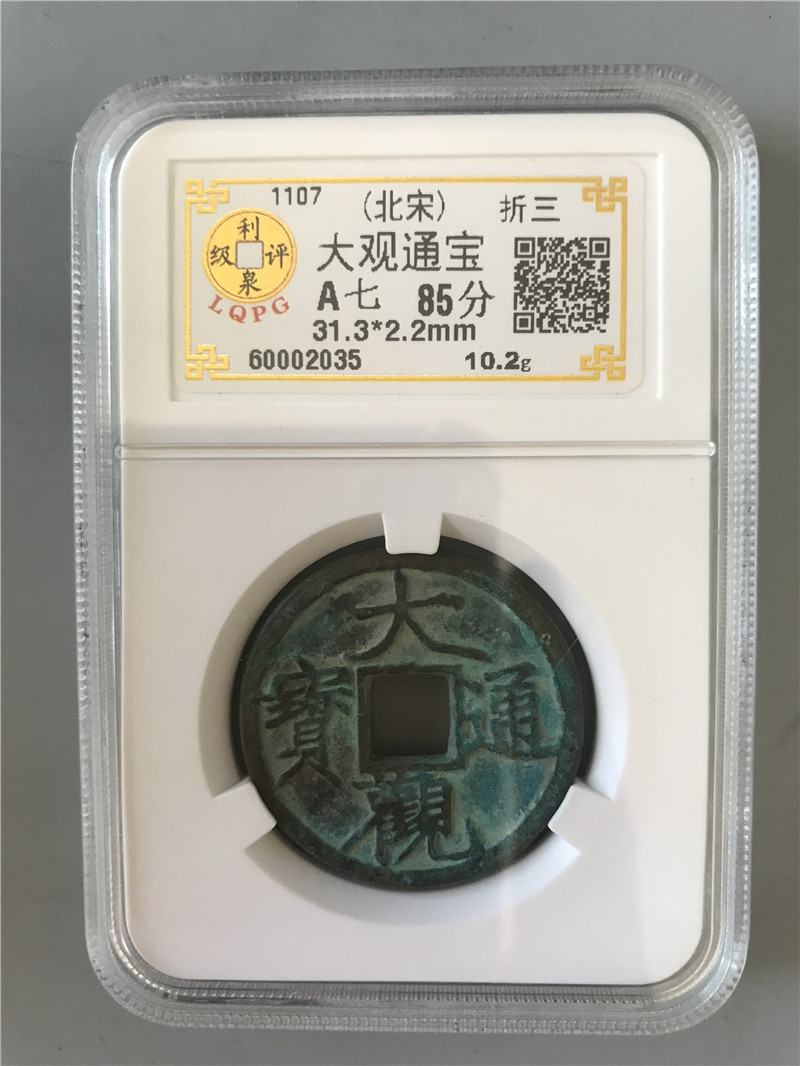 1107 (北宋) 折三
利泉评级
大观通宝
LQPG
A七 85分
31.3*2.2mm
60002035 10.2g
大觀通寶